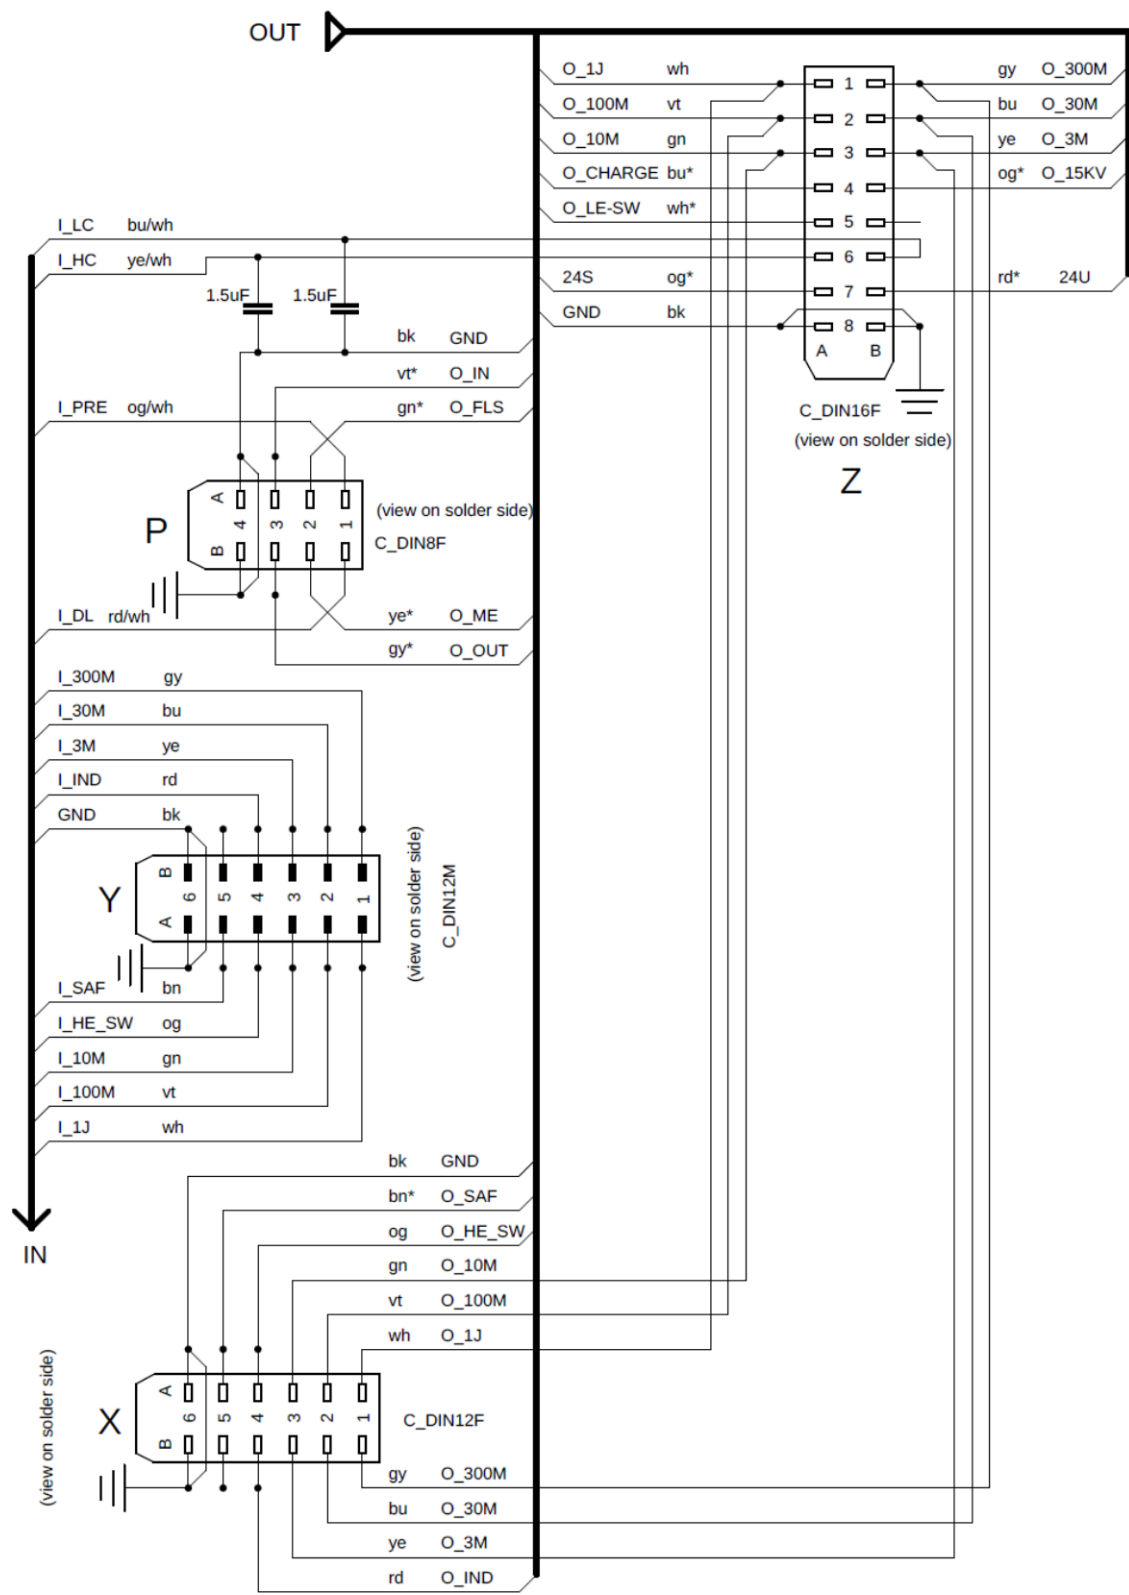 OUT
O_1J wh
gy O_300M
1
O_100M vt
bu O_30M
2
O_10M gn
ye O_3M
3
O_CHARGE bu*
og* O_15KV
4
O_LE-SW wh*
5
I_LC bu/wh
I_HC ye/wh
6
24S og*
rd* 24U
7
1.5uF 1.5uF
GND bk
8
A B
bk GND
vt* O_IN
I_PRE og/wh
gn* O_FLS
C_DIN16F
(view on solder side)
Z
A
4 3 2 1
B
P
(view on solder side)
C_DIN8F
I_DL rd/wh
ye* O_ME
gy* O_OUT
I_300M gy
I_30M bu
I_3M ye
I_IND rd
GND bk
B
6 5 4 3 2 1
A
Y
(view on solder side)
C_DIN12M
I_SAF bn
I_HE_SW og
I_10M gn
I_100M vt
I_1J wh
bk GND
bn* O_SAF
og O_HE_SW
IN
gn O_10M
vt O_100M
wh O_1J
(view on solder side)
A
6 5 4 3 2 1
B
X
C_DIN12F
gy O_300M
bu O_30M
ye O_3M
rd O_IND